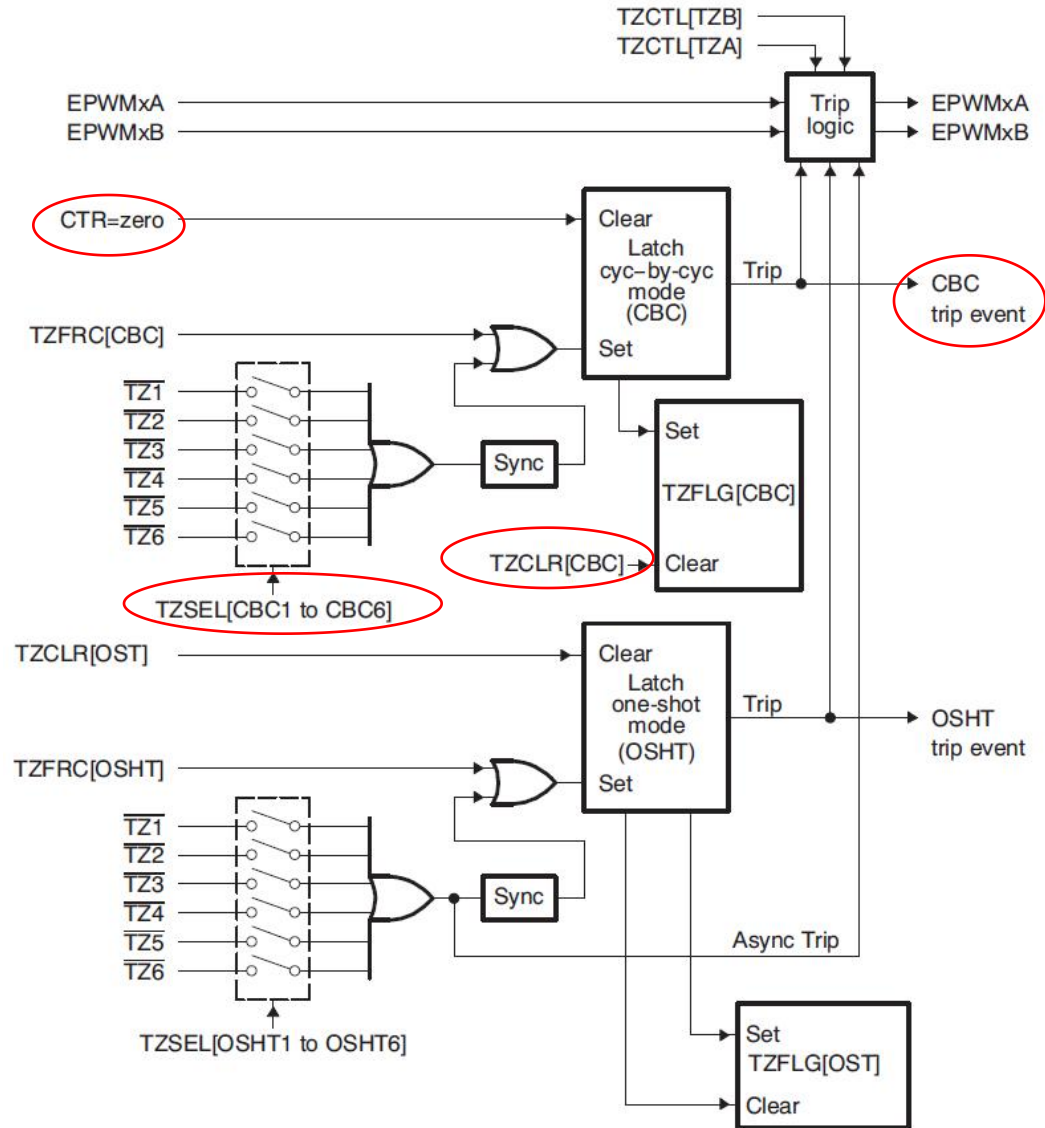 TZCTL[TZB]
TZCTL[TZA]
EPWMxA
EPWMxB
Trip
logic
EPWMxA
EPWMxB
CTR=zero
Clear
Latch
cyc−by-cyc
mode
(CBC)
Set
Trip
CBC
trip event
TZFRC[CBC]
TZ1
TZ2
TZ3
TZ4
TZ5
TZ6
Sync
Set
TZFLG[CBC]
Clear
TZCLR[CBC]
TZSEL[CBC1 to CBC6]
TZCLR[OST]
Clear
Latch
one-shot
mode
(OSHT)
Set
Trip
OSHT
trip event
TZFRC[OSHT]
TZ1
TZ2
TZ3
TZ4
TZ5
TZ6
Sync
Async Trip
TZSEL[OSHT1 to OSHT6]
Set
TZFLG[OST]
Clear